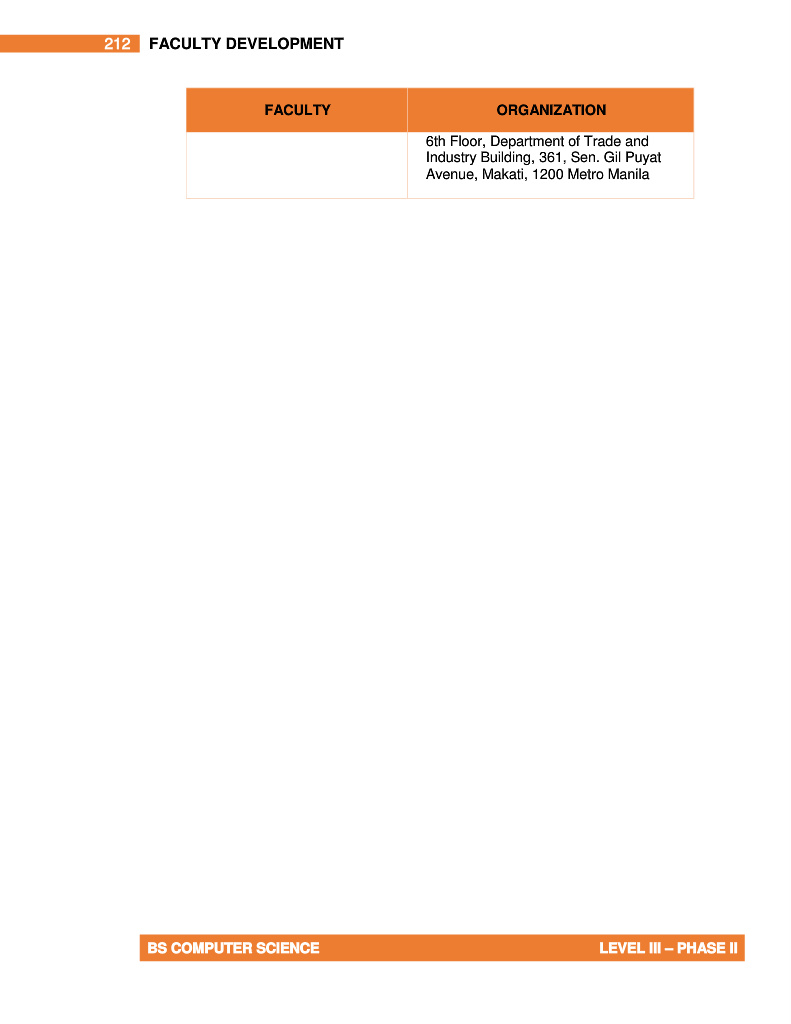 212 FACULTY DEVELOPMENT
FACULTY ORGANIZATION
6th Floor, Department of Trade and
Industry Building, 361, Sen. Gil Puyat
Avenue, Makati, 1200 Metro Manila
BS COMPUTER SCIENCE LEVEL III – PHASE II